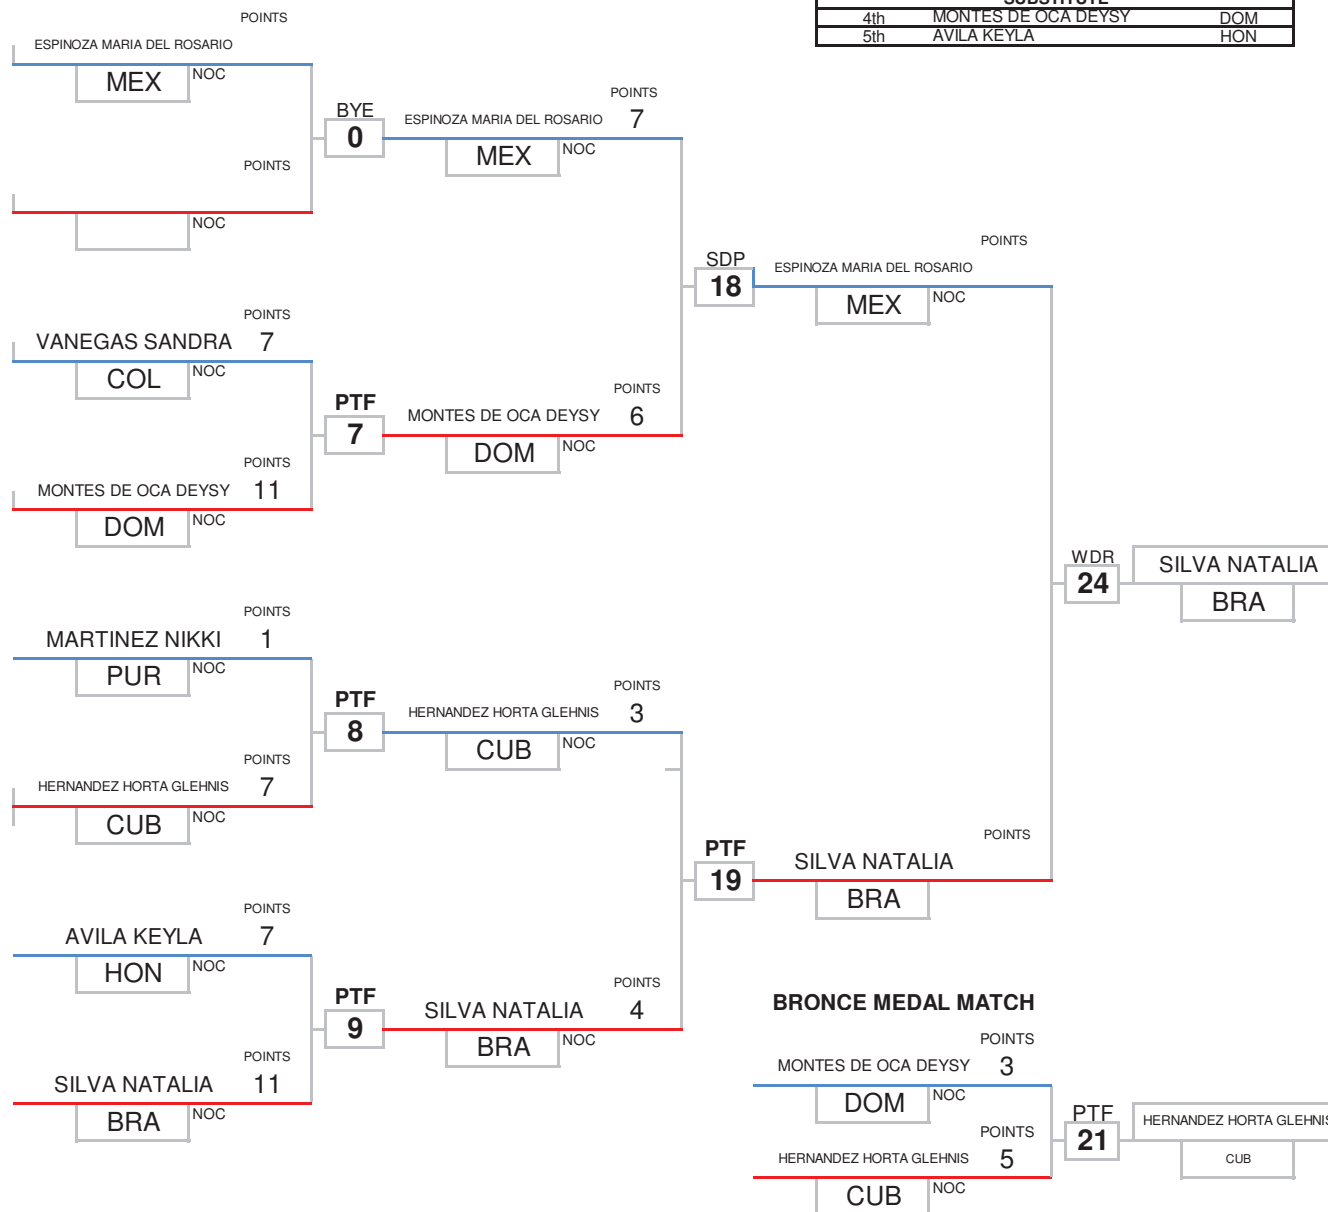 SUBSTITUTE
4th MONTES DE OCA DEYSY DOM
5th AVILA KEYLA HON
POINTS
ESPINOZA MARIA DEL ROSARIO
MEX NOC
POINTS
NOC
BYE
0
POINTS
ESPINOZA MARIA DEL ROSARIO 7
MEX NOC
POINTS
VANEGAS SANDRA 7
COL NOC
POINTS
MONTES DE OCA DEYSY 11
DOM NOC
PTF
7
POINTS
MONTES DE OCA DEYSY 6
DOM NOC
SDP
18
POINTS
ESPINOZA MARIA DEL ROSARIO
MEX NOC
POINTS
MARTINEZ NIKKI 1
PUR NOC
POINTS
HERNANDEZ HORTA GLEHNIS 7
CUB NOC
PTF
8
POINTS
HERNANDEZ HORTA GLEHNIS 3
CUB NOC
POINTS
AVILA KEYLA 7
HON NOC
POINTS
SILVA NATALIA 11
BRA NOC
PTF
9
POINTS
SILVA NATALIA 4
BRA NOC
PTF
19
POINTS
SILVA NATALIA
BRA
WDR
24
SILVA NATALIA
BRA
BRONCE MEDAL MATCH
POINTS
MONTES DE OCA DEYSY 3
DOM NOC
POINTS
HERNANDEZ HORTA GLEHNIS 5
CUB NOC
PTF
21
HERNANDEZ HORTA GLEHNIS
CUB